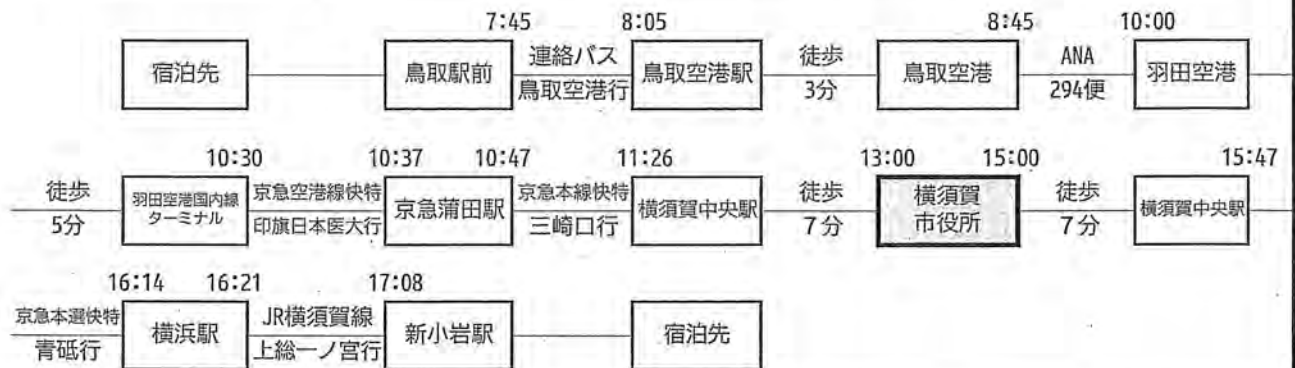 7:45 8:05 8:45 10:00
宿泊先 鳥取駅前 連絡バス 鳥取空港駅 徒歩 鳥取空港 ANA 羽田空港
鳥取空港行 3分 294便
10:30 10:37 10:47 11:26 13:00 15:00 15:47
徒歩 羽田空港国内線 京急空港線快特 京急蒲田駅 京急本線快特 横須賀中央駅 徒歩 横須賀 徒歩 横須賀中央駅
5分 ターミナル 印旗日本医大行 三崎口行 7分 市役所 7分
16:14 16:21 17:08
京急本選快特 横浜駅 JR横須賀線 新小岩駅 宿泊先
青砥行 上総一ノ宮行